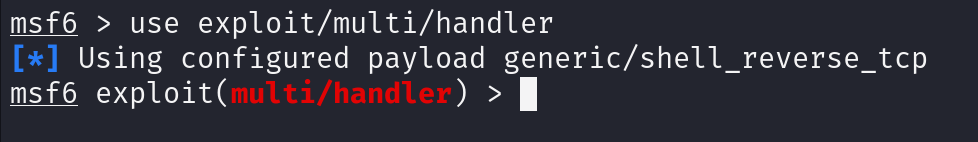 msf6 > use exploit/multi/handler
[*] Using configured payload generic/shell_reverse_tcp
msf6 exploit(multi/handler) >